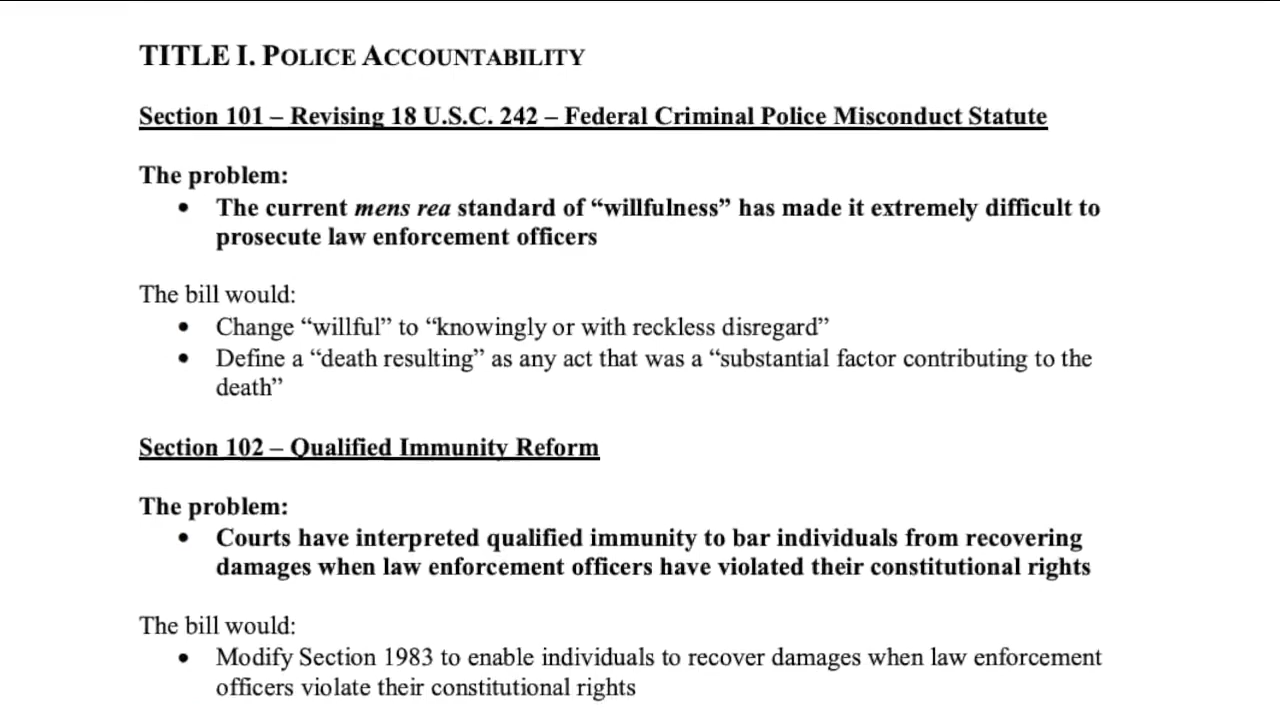 TITLE I. POLICE ACCOUNTABILITY
Section 101 – Revising 18 U.S.C. 242 – Federal Criminal Police Misconduct Statute
The problem:
• The current mens rea standard of “willfulness” has made it extremely difficult to
prosecute law enforcement officers
The bill would:
• Change “willful” to “knowingly or with reckless disregard”
• Define a “death resulting” as any act that was a “substantial factor contributing to the
death”
Section 102 – Qualified Immunity Reform
The problem:
• Courts have interpreted qualified immunity to bar individuals from recovering
damages when law enforcement officers have violated their constitutional rights
The bill would:
• Modify Section 1983 to enable individuals to recover damages when law enforcement
officers violate their constitutional rights